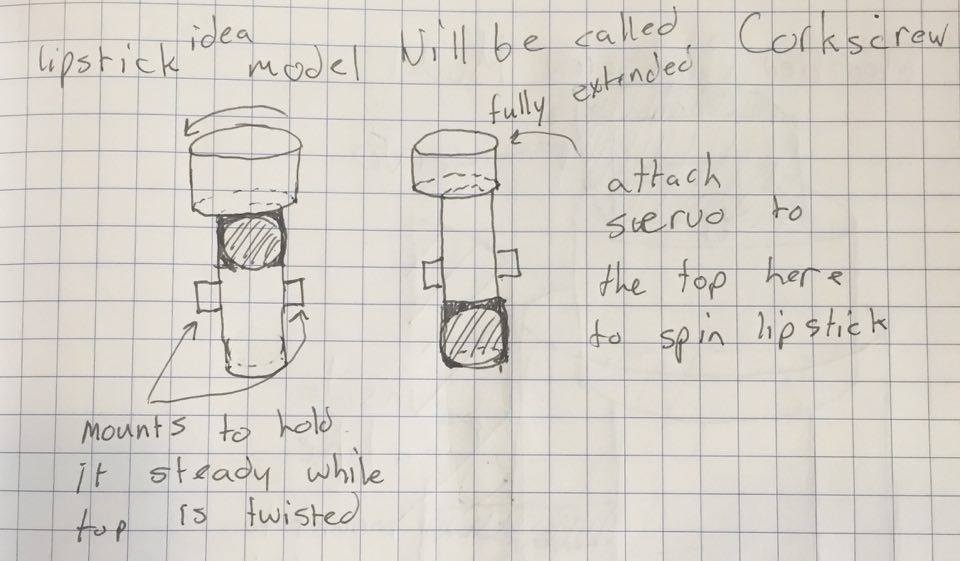 lipstick idea model Will be called Corkscrew
fully extended
attach
servo to
the top here
to spin lipstick
mounts to hold
it steady while
top is twisted